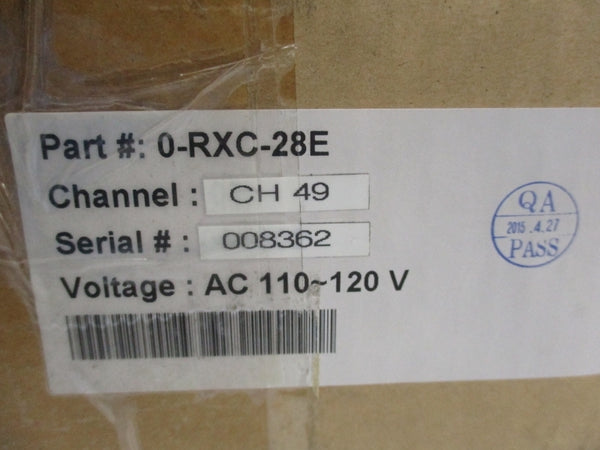 Part #: 0-RXC-28E
Channel : CH 49
Serial # : 008362
Voltage : AC 110~120 V
QA
2015.4.27
PASS